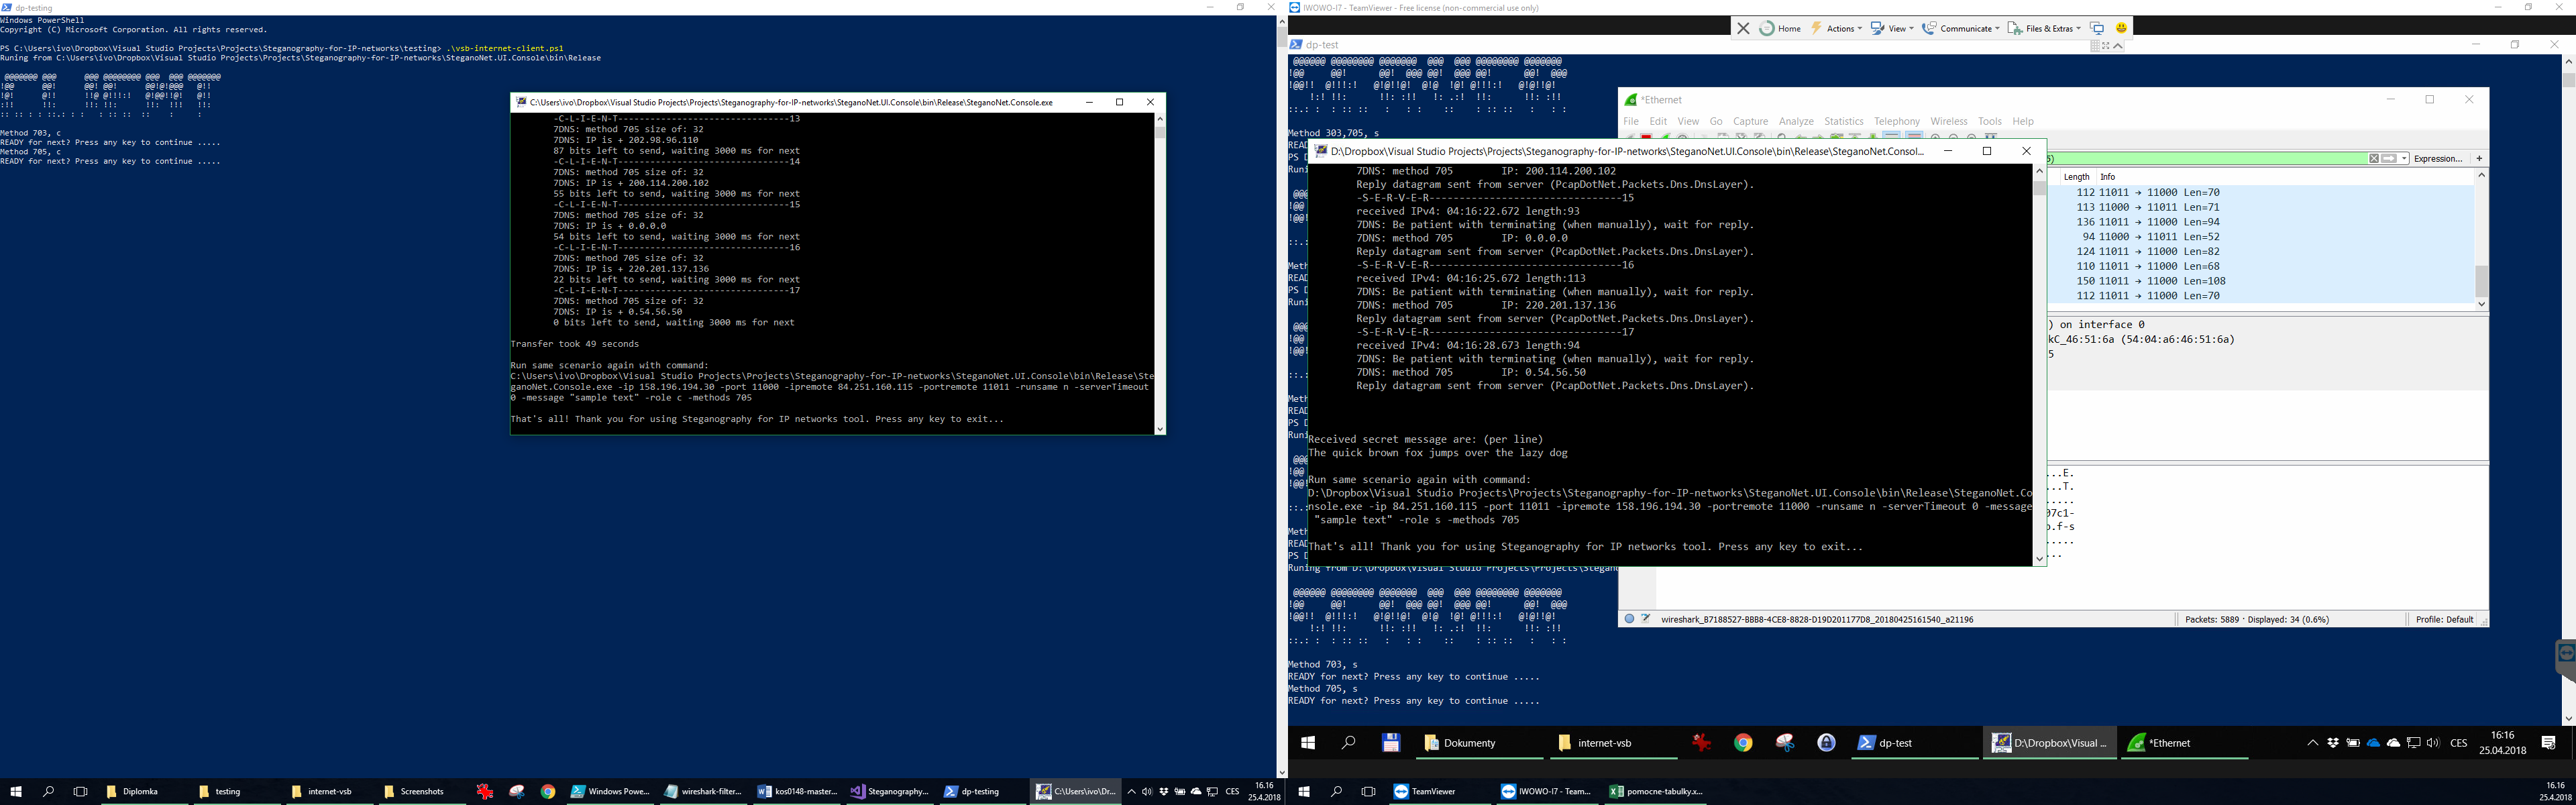 dp-testing
Windows PowerShell
Copyright (C) Microsoft Corporation. All rights reserved.
PS C:\Users\ivo\Dropbox\Visual Studio Projects\Projects\Steganography-for-IP-networks\testing> .\vsb-internet-client.ps1
Runing from C:\Users\ivo\Dropbox\Visual Studio Projects\Projects\Steganography-for-IP-networks\SteganoNet.UI.Console\bin\Release
Method 703, c
READY for next? Press any key to continue .....
Method 705, c
READY for next? Press any key to continue .....
C:\Users\ivo\Dropbox\Visual Studio Projects\Projects\Steganography-for-IP-networks\SteganoNet.UI.Console\bin\Release\SteganoNet.Console.exe
-C-L-I-E-N-T--------------------------------13
7DNS: method 705 size of: 32
7DNS: IP is + 202.98.96.110
87 bits left to send, waiting 3000 ms for next
-C-L-I-E-N-T--------------------------------14
7DNS: method 705 size of: 32
7DNS: IP is + 200.114.200.102
55 bits left to send, waiting 3000 ms for next
-C-L-I-E-N-T--------------------------------15
7DNS: method 705 size of: 32
7DNS: IP is + 0.0.0.0
54 bits left to send, waiting 3000 ms for next
-C-L-I-E-N-T--------------------------------16
7DNS: method 705 size of: 32
7DNS: IP is + 220.201.137.136
22 bits left to send, waiting 3000 ms for next
-C-L-I-E-N-T--------------------------------17
7DNS: method 705 size of: 32
7DNS: IP is + 0.54.56.50
0 bits left to send, waiting 3000 ms for next
Transfer took 49 seconds
Run same scenario again with command:
C:\Users\ivo\Dropbox\Visual Studio Projects\Projects\Steganography-for-IP-networks\SteganoNet.UI.Console\bin\Release\Ste
ganoNet.Console.exe -ip 158.196.194.30 -port 11000 -ipremote 84.251.160.115 -portremote 11011 -runsame n -serverTimeout
0 -message "sample text" -role c -methods 705
That's all! Thank you for using Steganography for IP networks tool. Press any key to exit...
IWOWO-I7 - TeamViewer - Free license (non-commercial use only)
Home Actions View Communicate Files & Extras
dp-test
Method 303,705, s
*Ethernet
File Edit View Go Capture Analyze Statistics Telephony Wireless Tools Help
Expression... +
Length Info
112 11011 → 11000 Len=70
113 11000 → 11011 Len=71
136 11011 → 11000 Len=94
94 11000 → 11011 Len=52
124 11011 → 11000 Len=82
110 11011 → 11000 Len=68
150 11011 → 11000 Len=108
112 11011 → 11000 Len=70
) on interface 0
kC_46:51:6a (54:04:a6:46:51:6a)
5
...E.
...T.
.....
07c1-
o.f-s
.....
...
D:\Dropbox\Visual Studio Projects\Projects\Steganography-for-IP-networks\SteganoNet.UI.Console\bin\Release\SteganoNet.Consol...
7DNS: method 705 IP: 200.114.200.102
Reply datagram sent from server (PcapDotNet.Packets.Dns.DnsLayer).
-S-E-R-V-E-R-------------------------------15
received IPv4: 04:16:22.672 length:93
7DNS: Be patient with terminating (when manually), wait for reply.
7DNS: method 705 IP: 0.0.0.0
Reply datagram sent from server (PcapDotNet.Packets.Dns.DnsLayer).
-S-E-R-V-E-R-------------------------------16
received IPv4: 04:16:25.672 length:113
7DNS: Be patient with terminating (when manually), wait for reply.
7DNS: method 705 IP: 220.201.137.136
Reply datagram sent from server (PcapDotNet.Packets.Dns.DnsLayer).
-S-E-R-V-E-R-------------------------------17
received IPv4: 04:16:28.673 length:94
7DNS: Be patient with terminating (when manually), wait for reply.
7DNS: method 705 IP: 0.54.56.50
Reply datagram sent from server (PcapDotNet.Packets.Dns.DnsLayer).
Received secret message are: (per line)
The quick brown fox jumps over the lazy dog
Run same scenario again with command:
D:\Dropbox\Visual Studio Projects\Projects\Steganography-for-IP-networks\SteganoNet.UI.Console\bin\Release\SteganoNet.Co
nsole.exe -ip 84.251.160.115 -port 11011 -ipremote 158.196.194.30 -portremote 11000 -runsame n -serverTimeout 0 -message
"sample text" -role s -methods 705
That's all! Thank you for using Steganography for IP networks tool. Press any key to exit...
Runing from D:\Dropbox\Visual Studio Projects\Projects\Stegano
wireshark_B7188527-BBB8-4CE8-8828-D19D201177D8_20180425161540_a21196
Packets: 5889 · Displayed: 34 (0.6%)
Profile: Default
Method 703, s
READY for next? Press any key to continue .....
Method 705, s
READY for next? Press any key to continue .....
Dokumenty internet-vsb dp-test D:\Dropbox\Visual ... *Ethernet CES 16:16
25.04.2018
Diplomka testing internet-vsb Screenshots Windows Powe... wireshark-filter... kos0148-master... Steganography... dp-testing C:\Users\ivo\Dr... CES 16.16
25.4.2018
TeamViewer IWOWO-I7 - Team... pomocne-tabulky.x... 16.16
25.4.2018